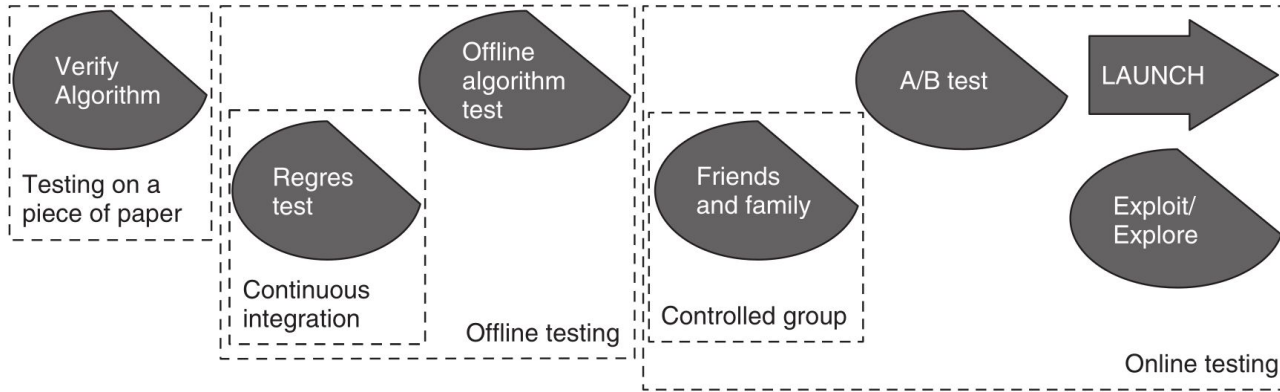 Verify
Algorithm
Testing on a
piece of paper
Regres
test
Continuous
integration
Offline
algorithm
test
Offline testing
Friends
and family
Controlled group
A/B test
LAUNCH
Exploit/
Explore
Online testing